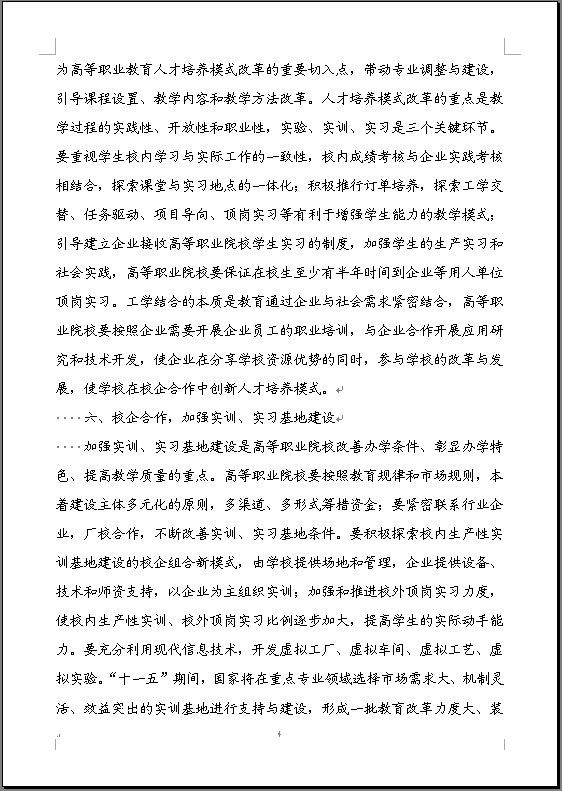 为高等职业教育人才培养模式改革的重要切入点，带动专业调整与建设，
引导课程设置、教学内容和教学方法改革。人才培养模式改革的重点是教
学过程的实践性、开放性和职业性，实验、实训、实习是三个关键环节。
要重视学生校内学习与实际工作的一致性，校内成绩考核与企业实践考核
相结合，探索课堂与实习地点的一体化；积极推行订单培养，探索工学交
替、任务驱动、项目导向、顶岗实习等有利于增强学生能力的教学模式；
引导建立企业接收高等职业院校学生实习的制度，加强学生的生产实习和
社会实践，高等职业院校要保证在校生至少有半年时间到企业等用人单位
顶岗实习。工学结合的本质是教育通过企业与社会需求紧密结合，高等职
业院校要按照企业需要开展企业员工的职业培训，与企业合作开展应用研
究和技术开发，使企业在分享学校资源优势的同时，参与学校的改革与发
展，使学校在校企合作中创新人才培养模式。
六、校企合作，加强实训、实习基地建设
加强实训、实习基地建设是高等职业院校改善办学条件、彰显办学特
色、提高教学质量的重点。高等职业院校要按照教育规律和市场规则，本
着建设主体多元化的原则，多渠道、多形式筹措资金；要紧密联系行业企
业，厂校合作，不断改善实训、实习基地条件。要积极探索校内生产性实
训基地建设的校企组合新模式，由学校提供场地和管理，企业提供设备、
技术和师资支持，以企业为主组织实训；加强和推进校外顶岗实习力度，
使校内生产性实训、校外顶岗实习比例逐步加大，提高学生的实际动手能
力。要充分利用现代信息技术，开发虚拟工厂、虚拟车间、虚拟工艺、虚
拟实验。“十一五”期间，国家将在重点专业领域选择市场需求大、机制灵
活、效益突出的实训基地进行支持与建设，形成一批教育改革力度大、装